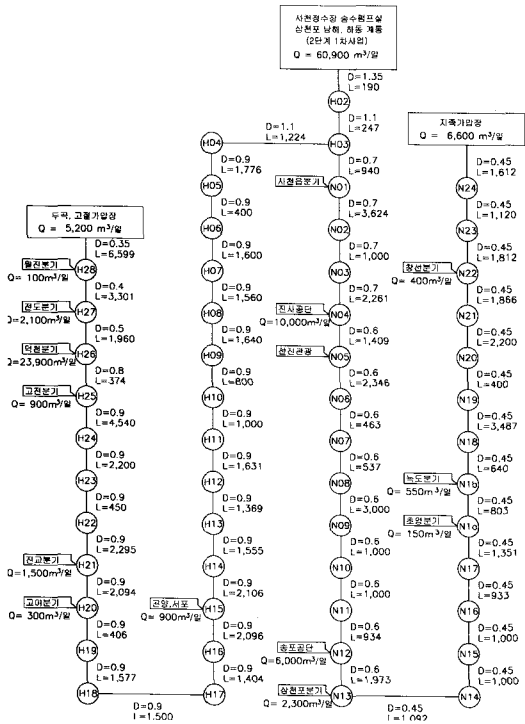 사천정수장 송수펌프실
삼천포 남해, 하동 계통
(2단계 1차사업)
Q = 60,900 m³/일
D=1.35
L=190
H02
D=1.1
L=247
H03
D=1.1
L=1,224
H04
D=0.9
L=1,776
H05
D=0.9
L=400
H06
D=0.9
L=1,600
H07
D=0.9
L=1,560
H08
D=0.9
L=1,640
H09
D=0.9
L=800
H10
D=0.9
L=1,000
H11
D=0.9
L=1,631
H12
D=0.9
L=1,369
H13
D=0.9
L=1,555
H14
D=0.9
L=2,106
곤양,서포
Q= 900m³/일
H15
D=0.9
L=2,096
H16
D=0.9
L=1,404
H17
D=0.9
L=1,500
H18
D=0.9
L=1,577
H19
D=0.9
L=406
H20
Q= 300m³/일
D=0.9
L=2,094
진교분기
Q=1,500m³/일
H21
D=0.9
L=2,295
H22
D=0.9
L=450
H23
D=0.9
L=2,200
H24
D=0.9
L=4,540
고전분기
Q= 900m³/일
H25
D=0.8
L=374
덕천분기
Q=23,900m³/일
H26
D=0.5
L=1,960
Q=2,100m³/일
H27
D=0.4
L=3,301
월진분기
Q= 100m³/일
H28
D=0.35
L=6,599
두곡, 고절가압장
Q = 5,200 m³/일
D=0.7
L=940
사천읍분기
N01
D=0.7
L=3,624
N02
D=0.7
L=1,000
N03
D=0.7
L=2,261
진사공단
Q=10,000m³/일
N04
D=0.6
L=1,409
N05
D=0.6
L=2,346
N06
D=0.6
L=463
N07
D=0.6
L=537
N08
D=0.6
L=3,000
N09
D=0.6
L=1,000
N10
D=0.6
L=1,000
N11
D=0.6
L=934
송포공단
Q=6,000m³/일
N12
D=0.6
L=1,973
삼천포분기
Q= 2,300m³/일
N13
D=0.45
L=1,092
N14
D=0.45
L=1,000
N15
D=0.45
L=1,000
N16
D=0.45
L=933
N17
D=0.45
L=1,351
초양분기
Q= 150m³/일
N1a
D=0.45
L=803
늑도분기
Q= 550m³/일
N1b
D=0.45
L=640
N18
D=0.45
L=3,487
N19
D=0.45
L=400
N20
D=0.45
L=2,200
N21
D=0.45
L=1,866
창선분기
Q= 400m³/일
N22
D=0.45
L=1,812
N23
D=0.45
L=1,120
N24
D=0.45
L=1,612
지족가압장
Q = 6,600 m³/일